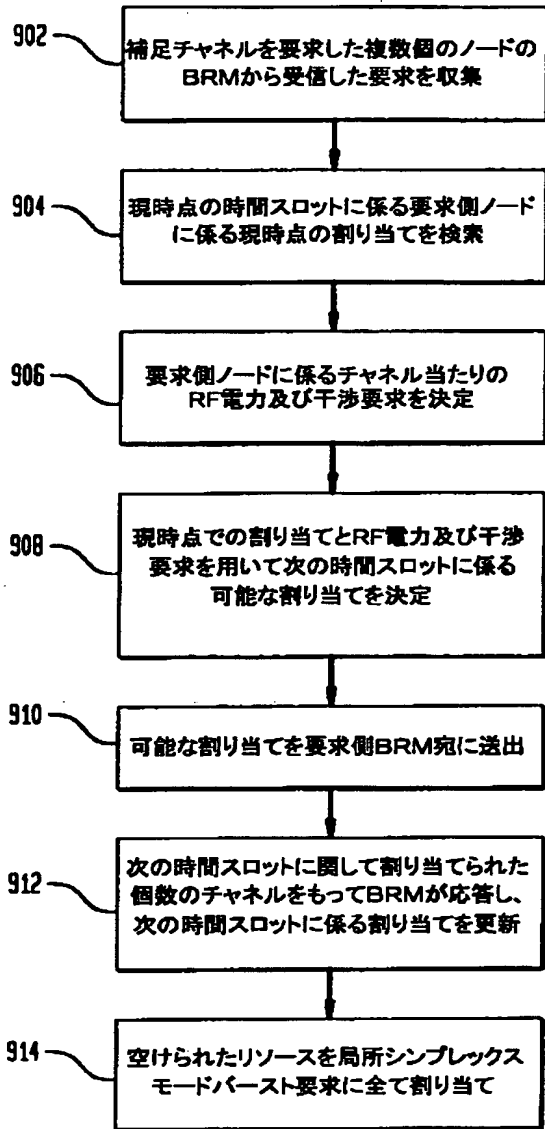 902
補足チャネルを要求した複数個のノードの
BRMから受信した要求を収集
904
現時点の時間スロットに係る要求側ノード
に係る現時点の割り当てを検索
906
要求側ノードに係るチャネル当たりの
RF電力及び干渉要求を決定
908
現時点での割り当てとRF電力及び干渉
要求を用いて次の時間スロットに係る
可能な割り当てを決定
910
可能な割り当てを要求側BRM宛に送出
912
次の時間スロットに関して割り当てられた
個数のチャネルをもってBRMが応答し、
次の時間スロットに係る割り当てを更新
914
空けられたリソースを局所シンプレックス
モードバースト要求に全て割り当て